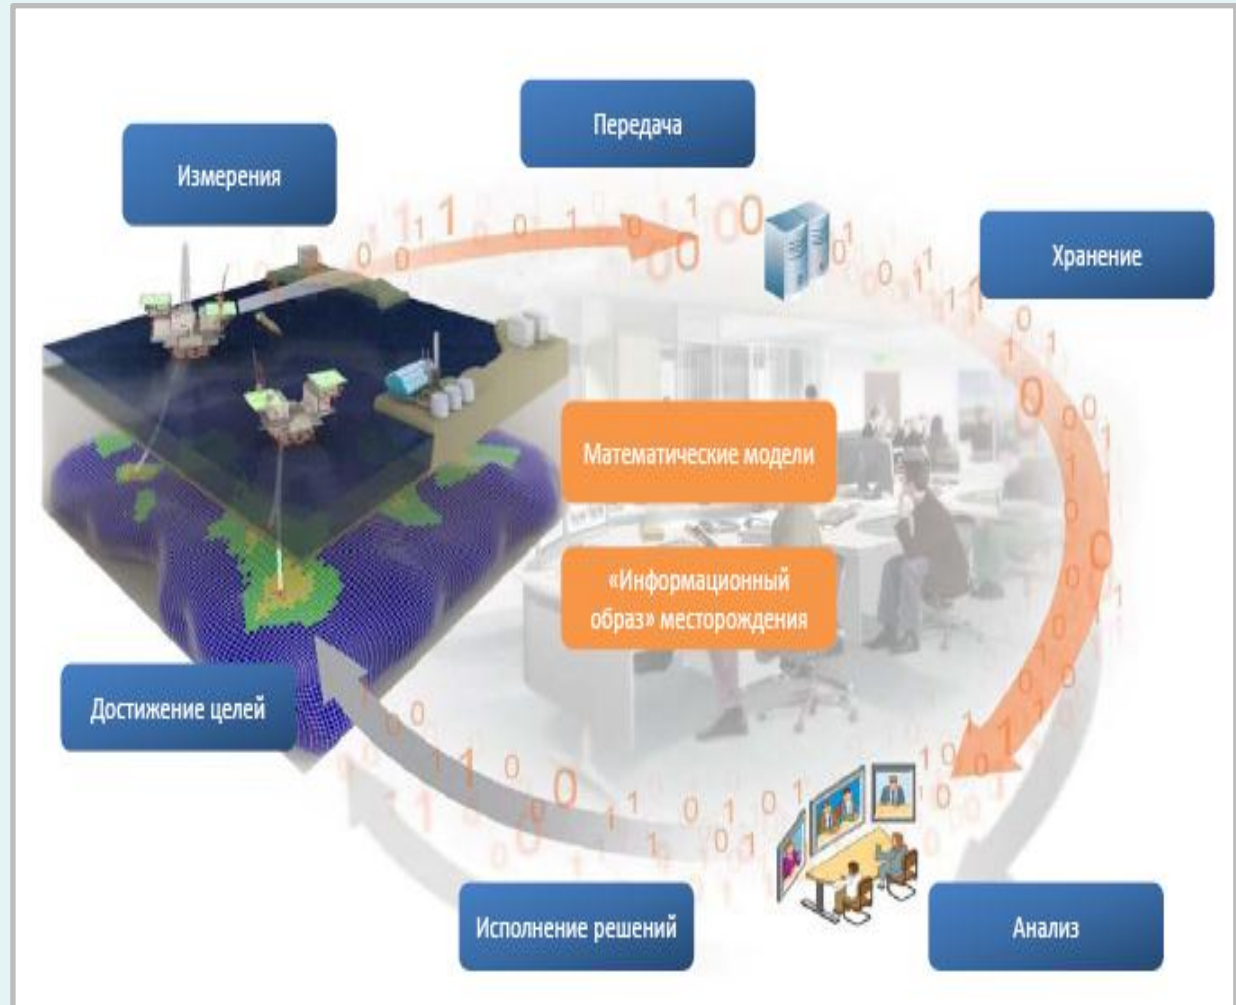 Передача
Измерения
Хранение
Математические модели
«Информационный
образ» месторождения
Достижение целей
Исполнение решений
Анализ